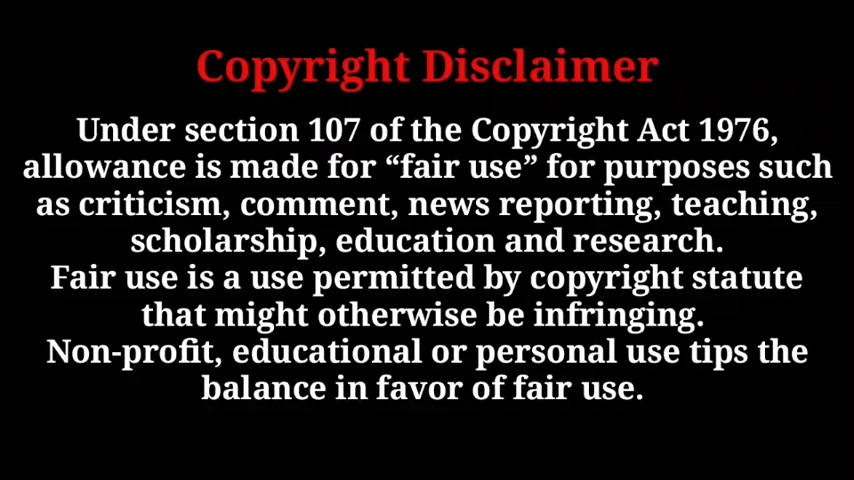 Copyright Disclaimer
Under section 107 of the Copyright Act 1976,
allowance is made for “fair use” for purposes such
as criticism, comment, news reporting, teaching,
scholarship, education and research.
Fair use is a use permitted by copyright statute
that might otherwise be infringing.
Non-profit, educational or personal use tips the
balance in favor of fair use.